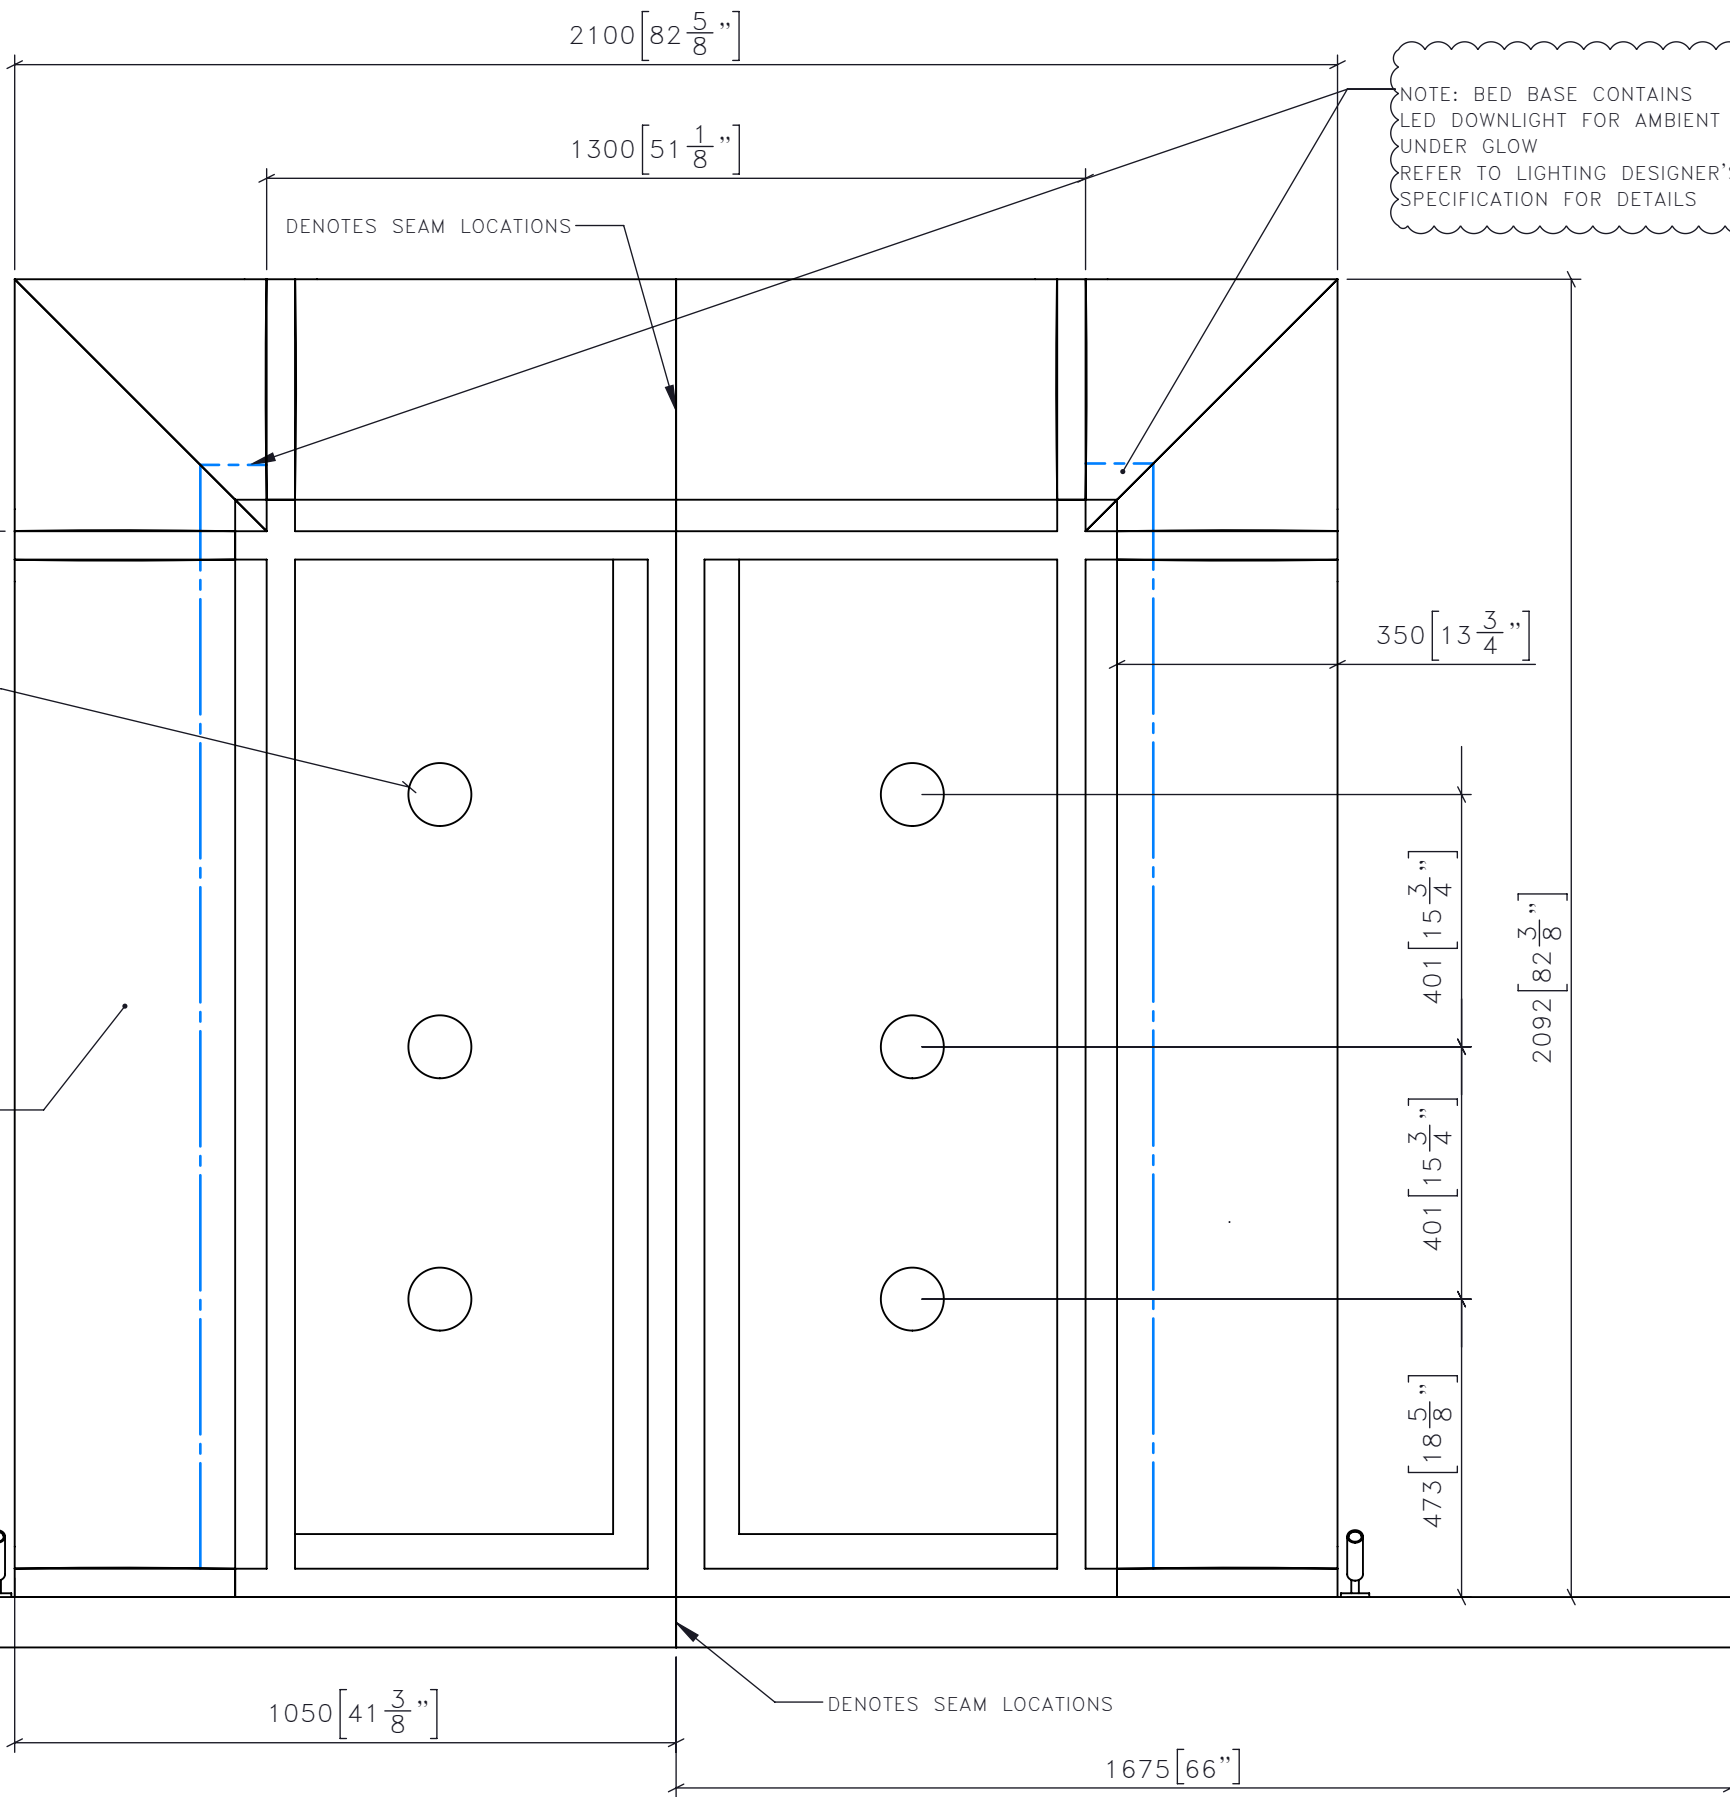 2100[82 5/8"]
1300[51 1/8"]
NOTE: BED BASE CONTAINS
LED DOWNLIGHT FOR AMBIENT
UNDER GLOW
REFER TO LIGHTING DESIGNER'S
SPECIFICATION FOR DETAILS
DENOTES SEAM LOCATIONS
350[13 3/4"]
401[15 3/4"]
2092[82 3/8"]
401[15 3/4"]
473[18 5/8"]
1050[41 3/8"]
DENOTES SEAM LOCATIONS
1675[66"]